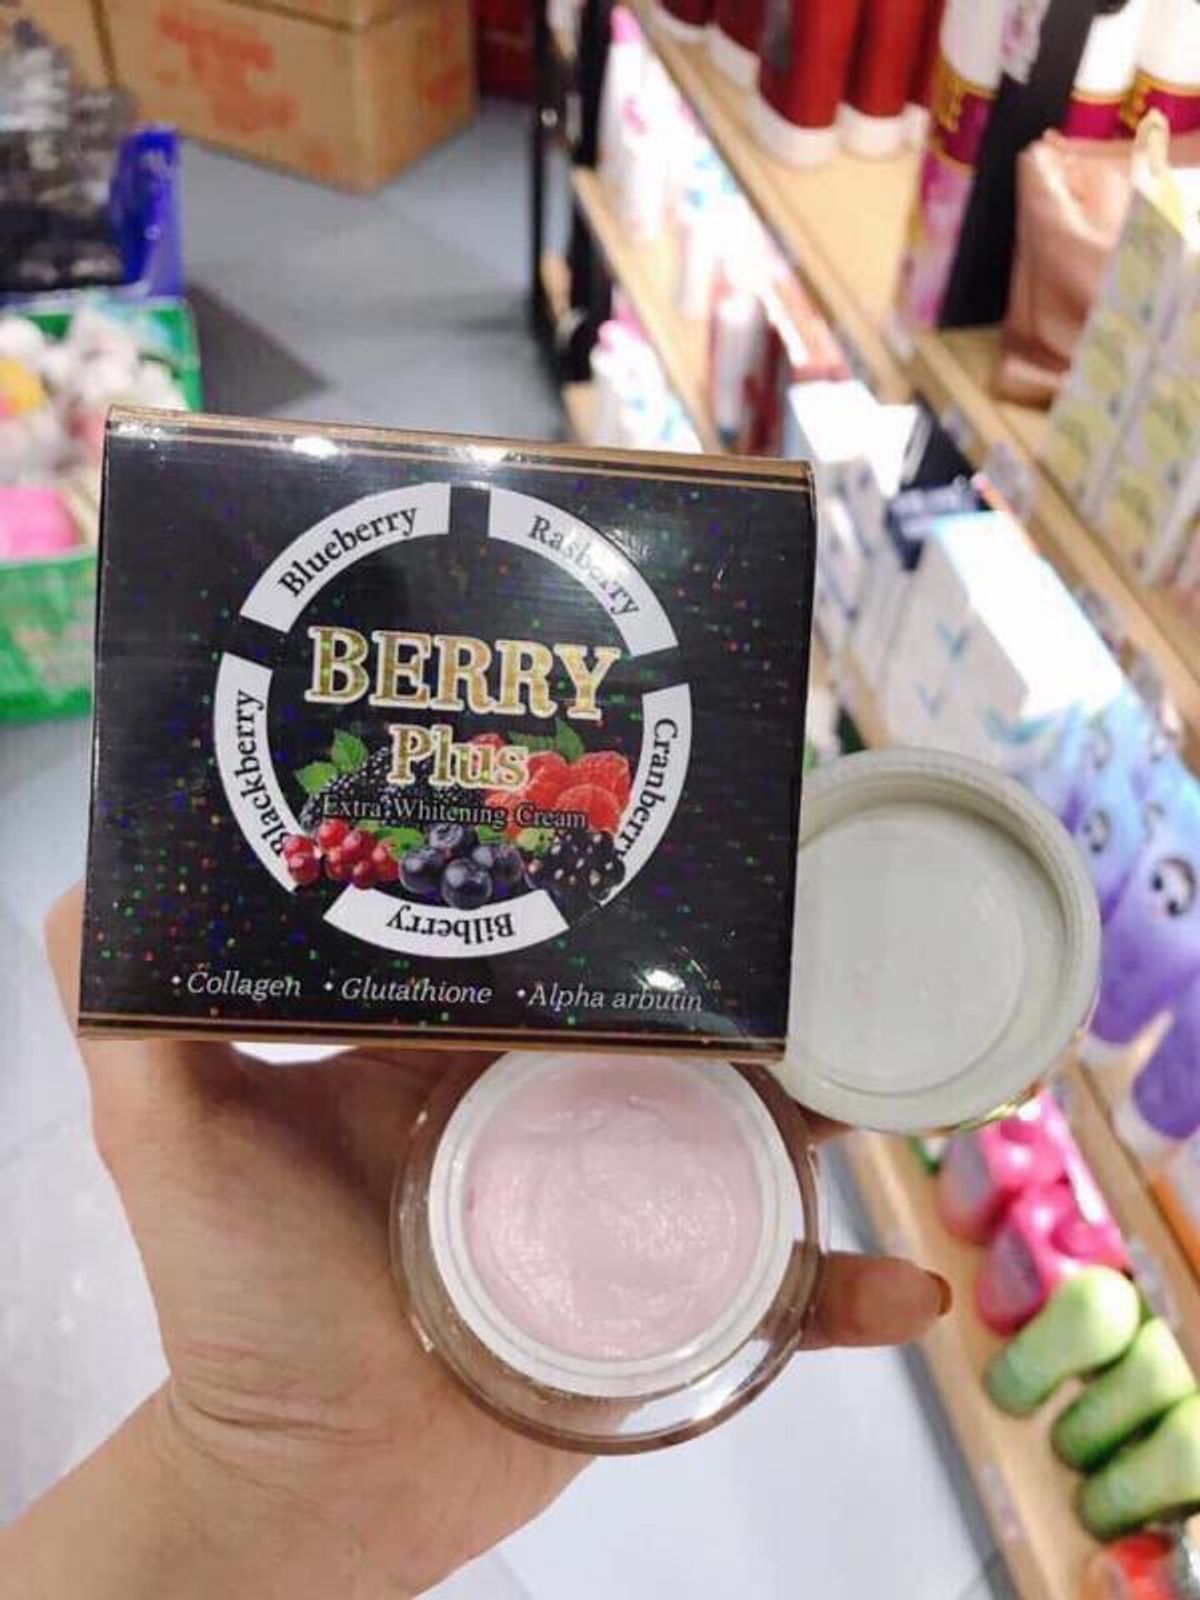 Blueberry
Rasberry
BERRY
Plus
Extra Whitening Cream
Blackberry
Cranberry
Bilberry
• Collagen • Glutathione • Alpha arbutin